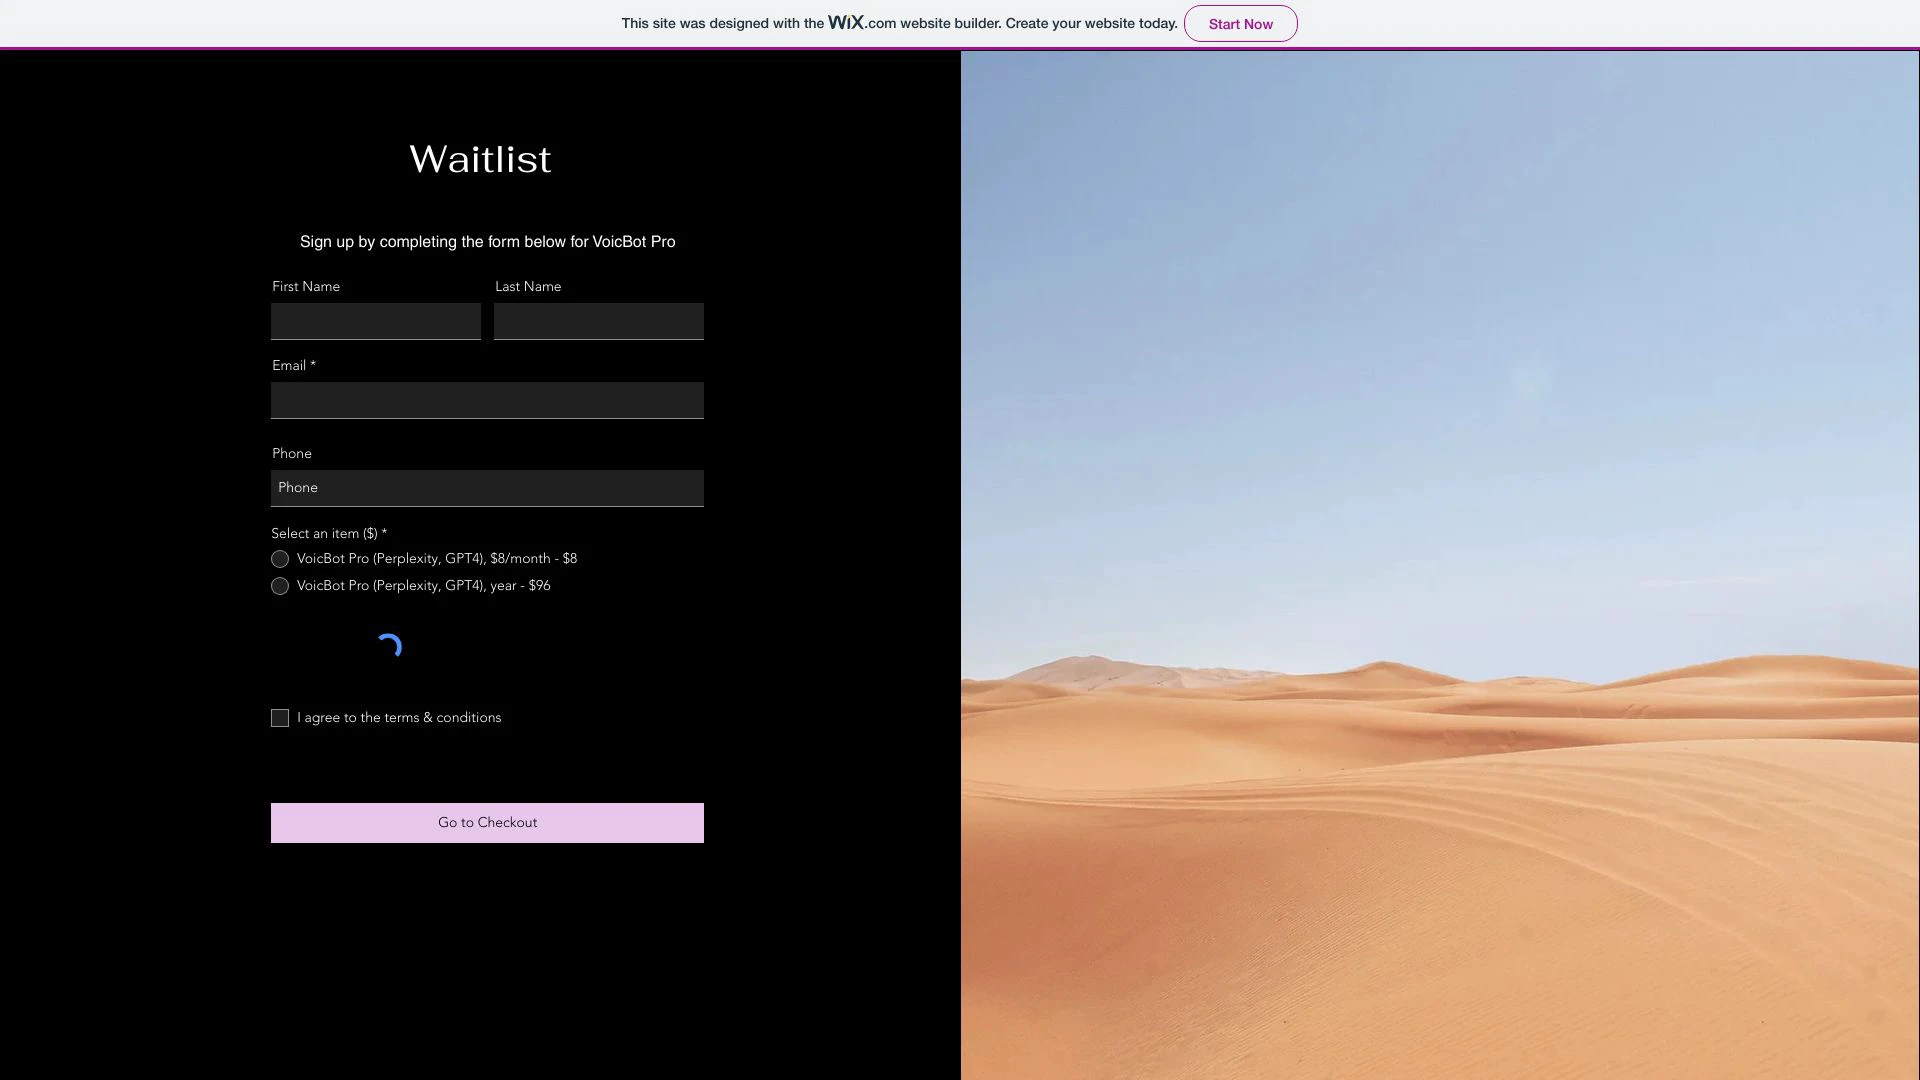 This site was designed with the WiX.com website builder. Create your website today.
Start Now
Waitlist
Sign up by completing the form below for VoicBot Pro
First Name
Last Name
Email *
Phone
Phone
Select an item ($) *
VoicBot Pro (Perplexity, GPT4), $8/month - $8
VoicBot Pro (Perplexity, GPT4), year - $96
I agree to the terms & conditions
Go to Checkout